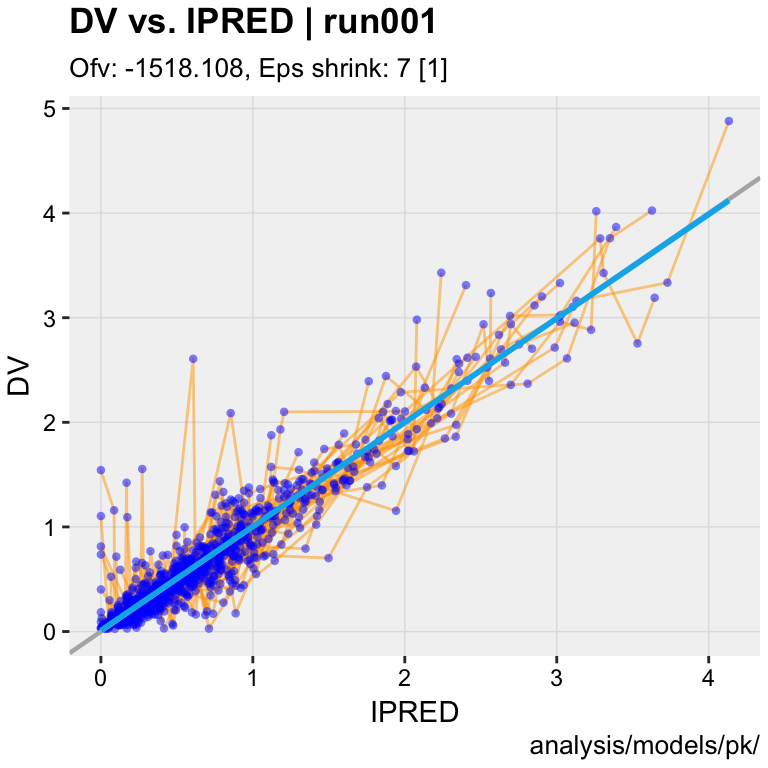 DV vs. IPRED | run001
Ofv: -1518.108, Eps shrink: 7 [1]
5
4
3
2
1
0
DV
0 1 2 3 4
IPRED
analysis/models/pk/